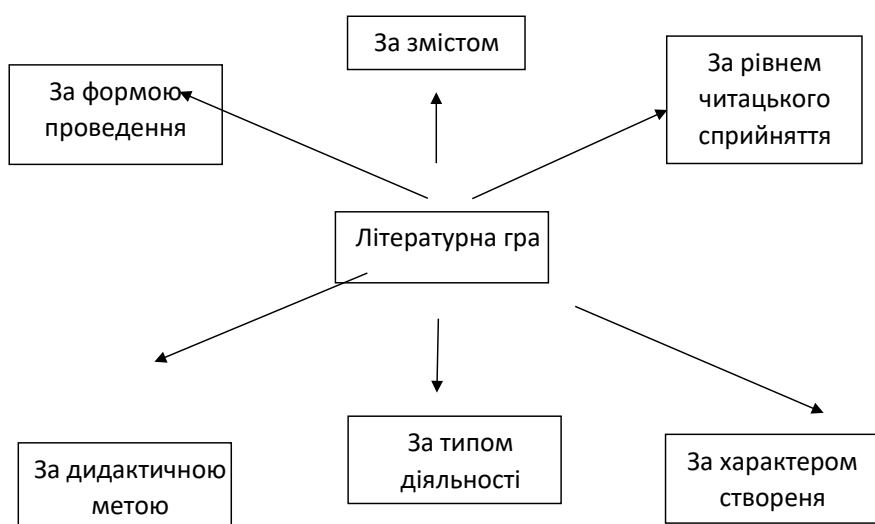 За змістом
За формою
проведення
За рівнем
читацького
сприйняття
Літературна гра
За дидактичною
метою
За типом
діяльності
За характером
створеня